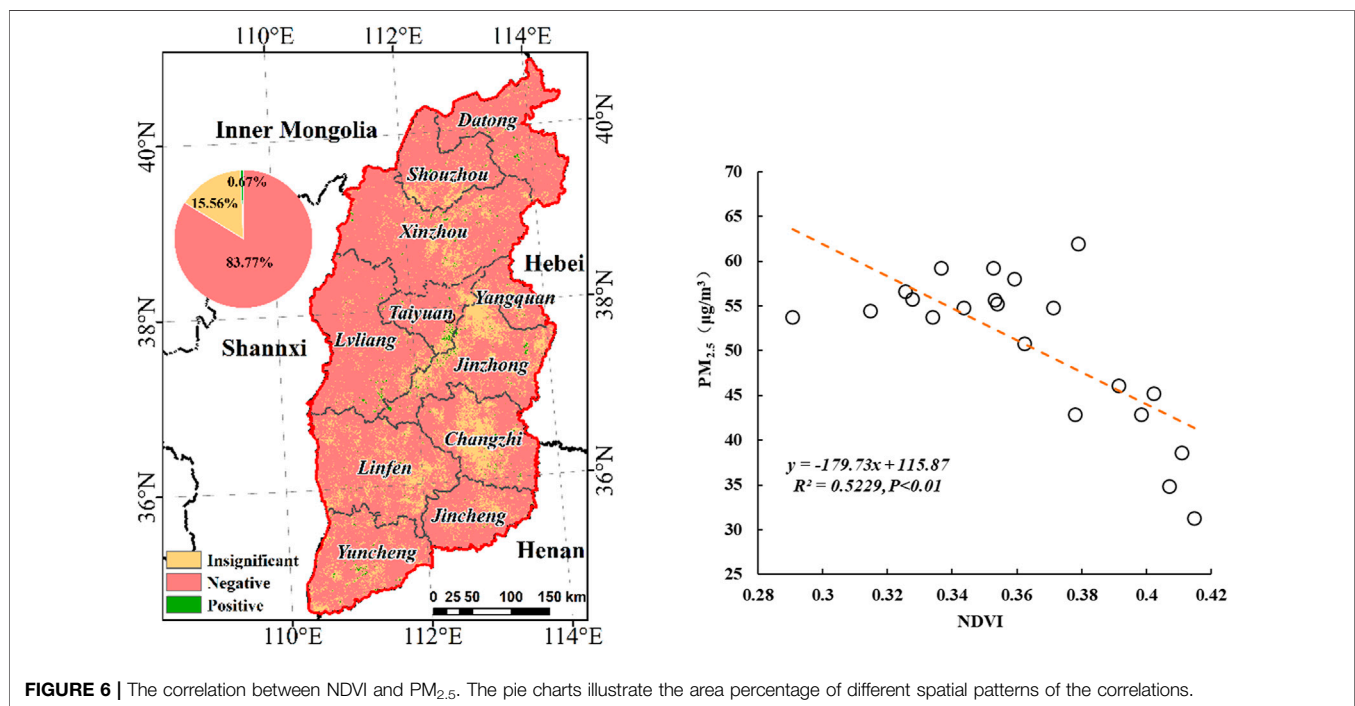 110°E 112°E 114°E
40°N
38°N
36°N
40°N
38°N
36°N
Inner Mongolia
Datong
Shouzhou
Xinzhou
Hebei
Yangquan
Taiyuan
Lvliang
Shannxi
Jinzhong
Changzhi
Linfen
Jincheng
Henan
Yuncheng
0.67%
15.56%
83.77%
Insignificant
Negative
Positive
0 25 50 100 150 km
110°E 112°E 114°E
PM2.5 (μg/m³)
70
65
60
55
50
45
40
35
30
25
y = -179.73x + 115.87
R² = 0.5229, P<0.01
0.28 0.3 0.32 0.34 0.36 0.38 0.4 0.42
NDVI
FIGURE 6 | The correlation between NDVI and PM2.5. The pie charts illustrate the area percentage of different spatial patterns of the correlations.